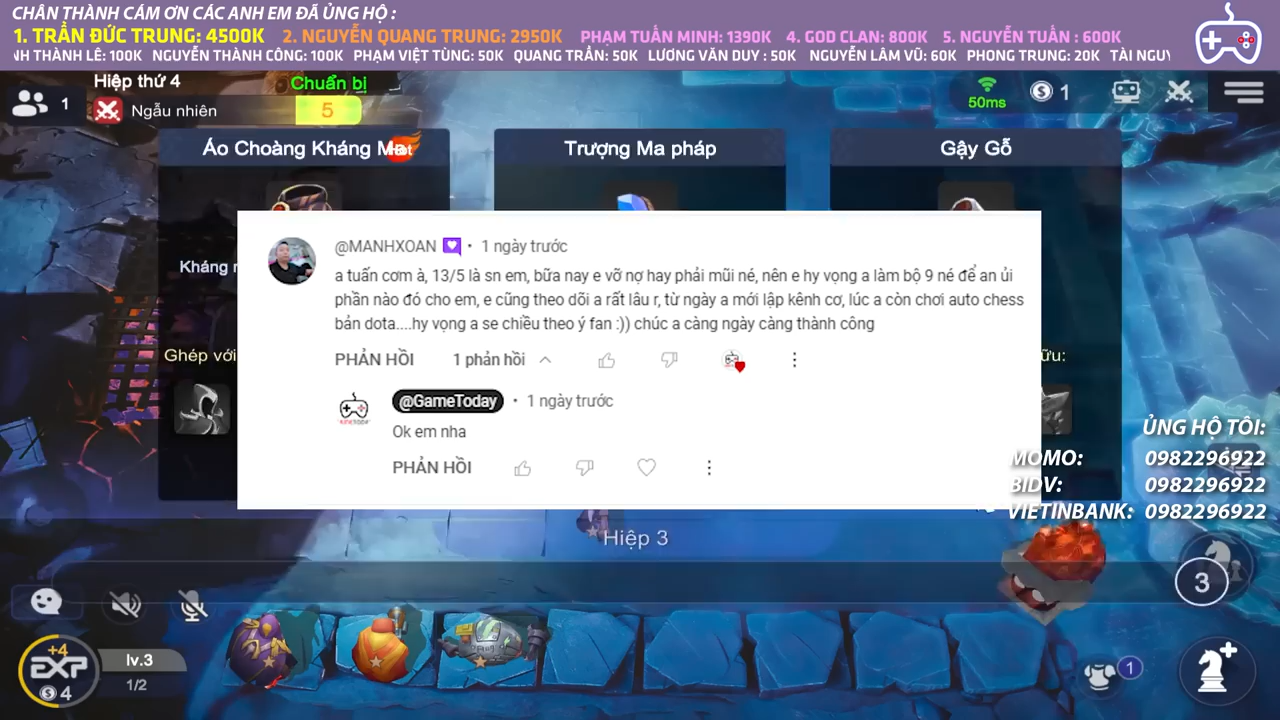 CHÂN THÀNH CÁM ƠN CÁC ANH EM ĐÃ ỦNG HỘ :
1. TRẦN ĐỨC TRUNG: 4500K 2. NGUYỄN QUANG TRUNG: 2950K PHẠM TUẤN MINH: 1390K 4. GOD CLAN: 800K 5. NGUYỄN TUẤN : 600K
NH THÀNH LÊ: 100K NGUYỄN THÀNH CÔNG: 100K PHẠM VIỆT TÙNG: 50K QUANG TRẦN: 50K LƯƠNG VĂN DUY : 50K NGUYỄN LÂM VŨ: 60K PHONG TRUNG: 20K TÀI NGUY
Hiệp thứ 4
Chuẩn bị
1
Ngẫu nhiên
5
50ms
1
Áo Choàng Kháng Ma
Hot
Trượng Ma pháp
Gậy Gỗ
@MANHXOAN • 1 ngày trước
a tuấn cơm à, 13/5 là sn em, bữa nay e vỡ nợ hay phải mũi né, nên e hy vọng a làm bộ 9 né để an ủi
phần nào đó cho em, e cũng theo dõi a rất lâu r, từ ngày a mới lập kênh cơ, lúc a còn chơi auto chess
bản dota....hy vọng a se chiều theo ý fan :)) chúc a càng ngày càng thành công
PHẢN HỒI 1 phản hồi
@GameToday • 1 ngày trước
Ok em nha
PHẢN HỒI
Kháng
Ghép với
ữu:
ỦNG HỘ TÔI:
MOMO: 0982296922
BIDV: 0982296922
VIETINBANK: 0982296922
Hiệp 3
3
+4
EXP
4
lv.3
1/2
1